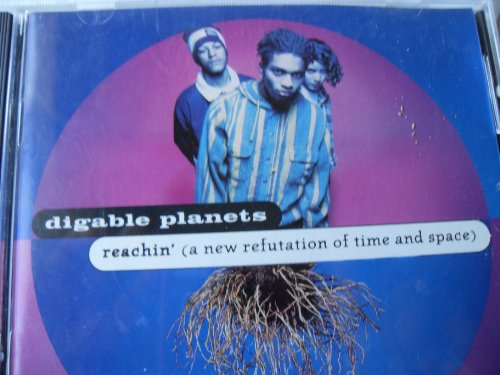 digable planets
reachin' (a new refutation of time and space)